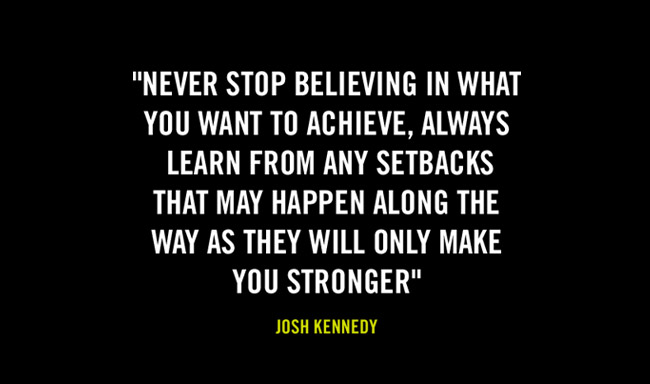 "NEVER STOP BELIEVING IN WHAT
YOU WANT TO ACHIEVE, ALWAYS
LEARN FROM ANY SETBACKS
THAT MAY HAPPEN ALONG THE
WAY AS THEY WILL ONLY MAKE
YOU STRONGER"
JOSH KENNEDY